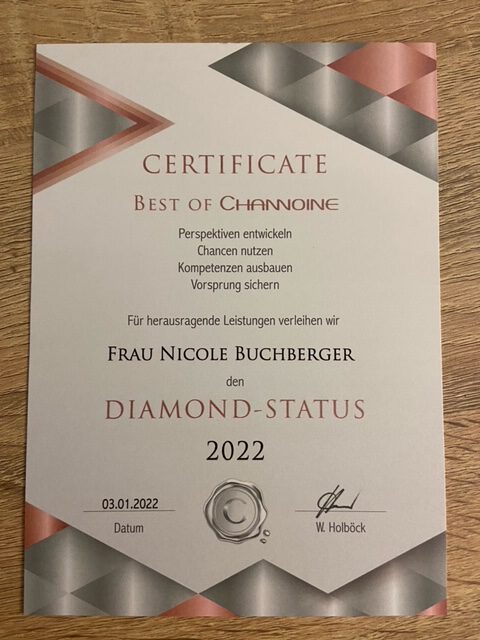 CERTIFICATE
BEST OF CHANNOINE
Perspektiven entwickeln
Chancen nutzen
Kompetenzen ausbauen
Vorsprung sichern
Für herausragende Leistungen verleihen wir
FRAU NICOLE BUCHBERGER
den
DIAMOND-STATUS
2022
03.01.2022
Datum
C
W. Holböck